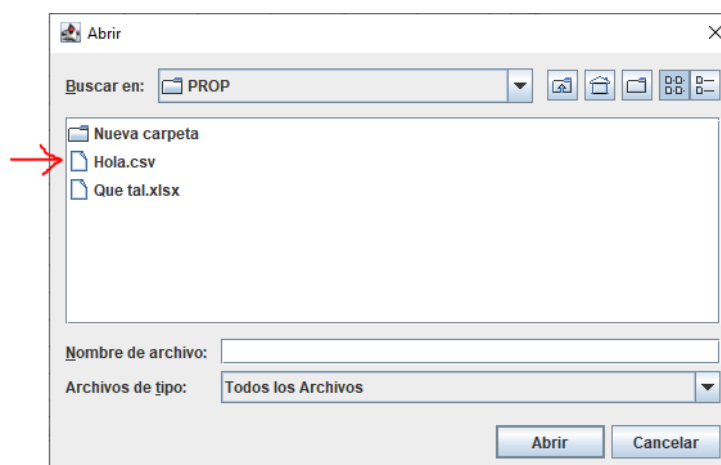 Abrir
Buscar en: PROP
Nueva carpeta
Hola.csv
Que tal.xlsx
Nombre de archivo:
Archivos de tipo: Todos los Archivos
Abrir Cancelar